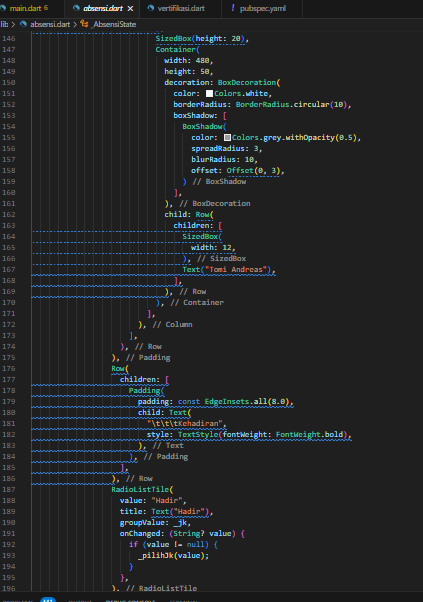 main.dart 6
absensi.dart
vertifikasi.dart
! pubspec.yaml
lib > absensi.dart > _AbsensiState
146 SizedBox(height: 20),
147 Container(
148 width: 480,
149 height: 50,
150 decoration: BoxDecoration(
151 color: Colors.white,
152 borderRadius: BorderRadius.circular(10),
153 boxShadow: [
154 BoxShadow(
155 color: Colors.grey.withOpacity(0.5),
156 spreadRadius: 3,
157 blurRadius: 10,
158 offset: Offset(0, 3),
159 ) // BoxShadow
160 ],
161 ), // BoxDecoration
162 child: Row(
163 children: [
164 SizedBox(
165 width: 12,
166 ), // SizedBox
167 Text("Tomi Andreas"),
168 ],
169 ), // Row
170 ), // Container
171 ],
172 ), // Column
173 ],
174 ), // Row
175 ), // Padding
176 Row(
177 children: [
178 Padding(
179 padding: const EdgeInsets.all(8.0),
180 child: Text(
181 "\t\t\tKehadiran",
182 style: TextStyle(fontWeight: FontWeight.bold),
183 ), // Text
184 ), // Padding
185 ],
186 ), // Row
187 RadioListTile(
188 value: "Hadir",
189 title: Text("Hadir"),
190 groupValue: _jk,
191 onChanged: (String? value) {
192 if (value != null) {
193 _pilihJk(value);
194 }
195 },
196 ), // RadioListTile